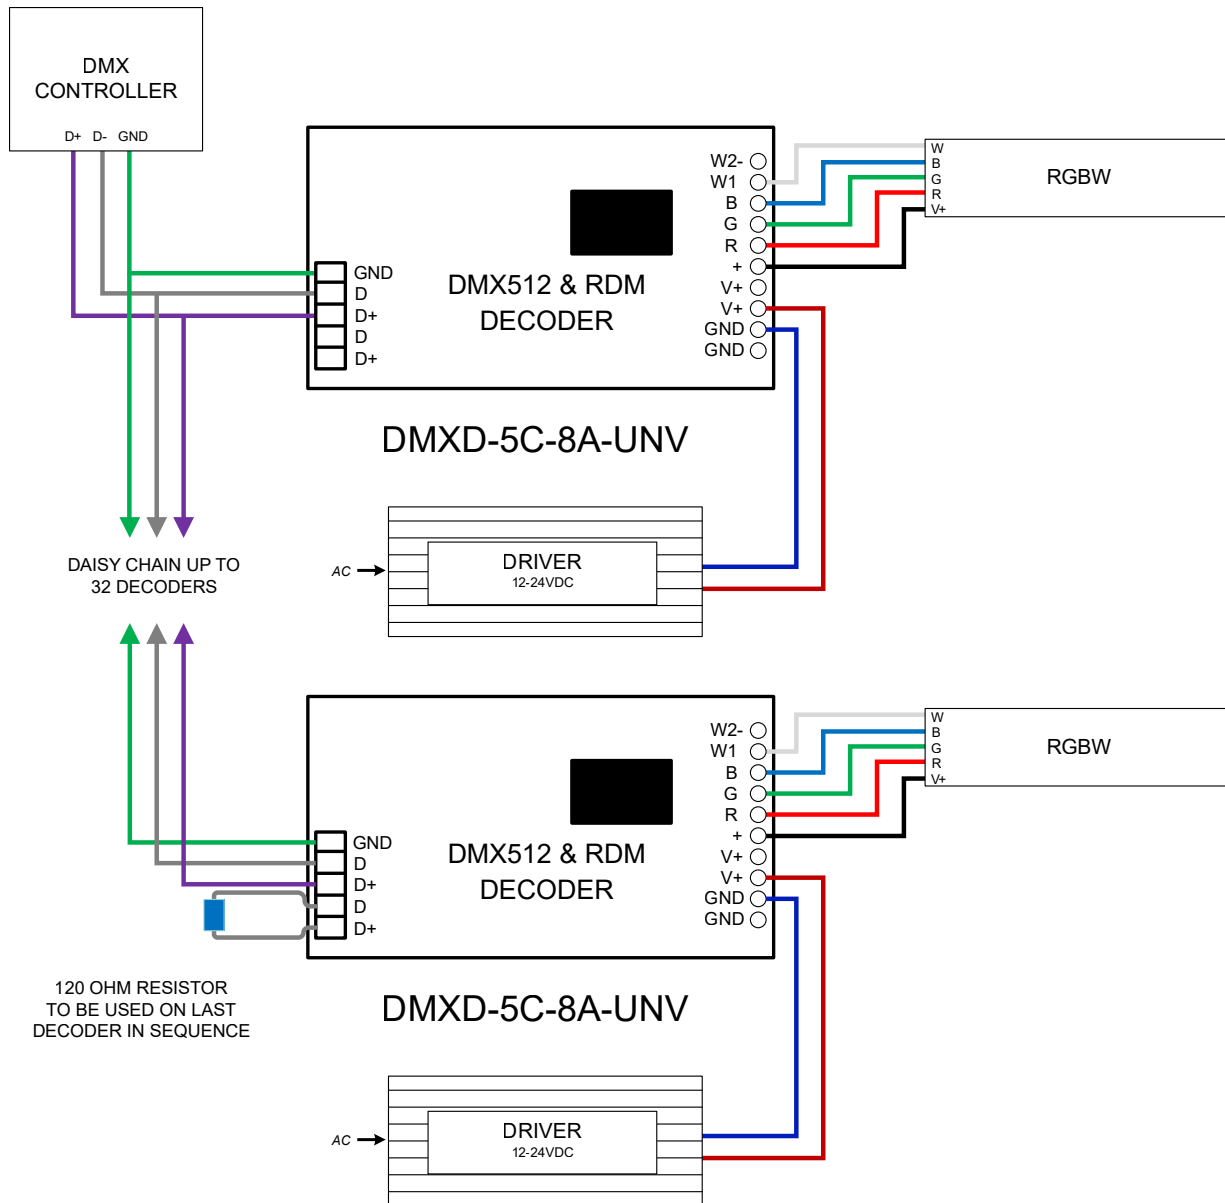 DMX
CONTROLLER
D+ D- GND
W2-
W1
B
G
R
+
V+
V+
GND
GND
GND
D
D+
D
D+
DMX512 & RDM
DECODER
W
B
G
R
V+
RGBW
DMXD-5C-8A-UNV
DAISY CHAIN UP TO
32 DECODERS
AC
DRIVER
12-24VDC
W2-
W1
B
G
R
+
V+
V+
GND
GND
GND
D
D+
D
D+
DMX512 & RDM
DECODER
W
B
G
R
V+
RGBW
120 OHM RESISTOR
TO BE USED ON LAST
DECODER IN SEQUENCE
DMXD-5C-8A-UNV
AC
DRIVER
12-24VDC